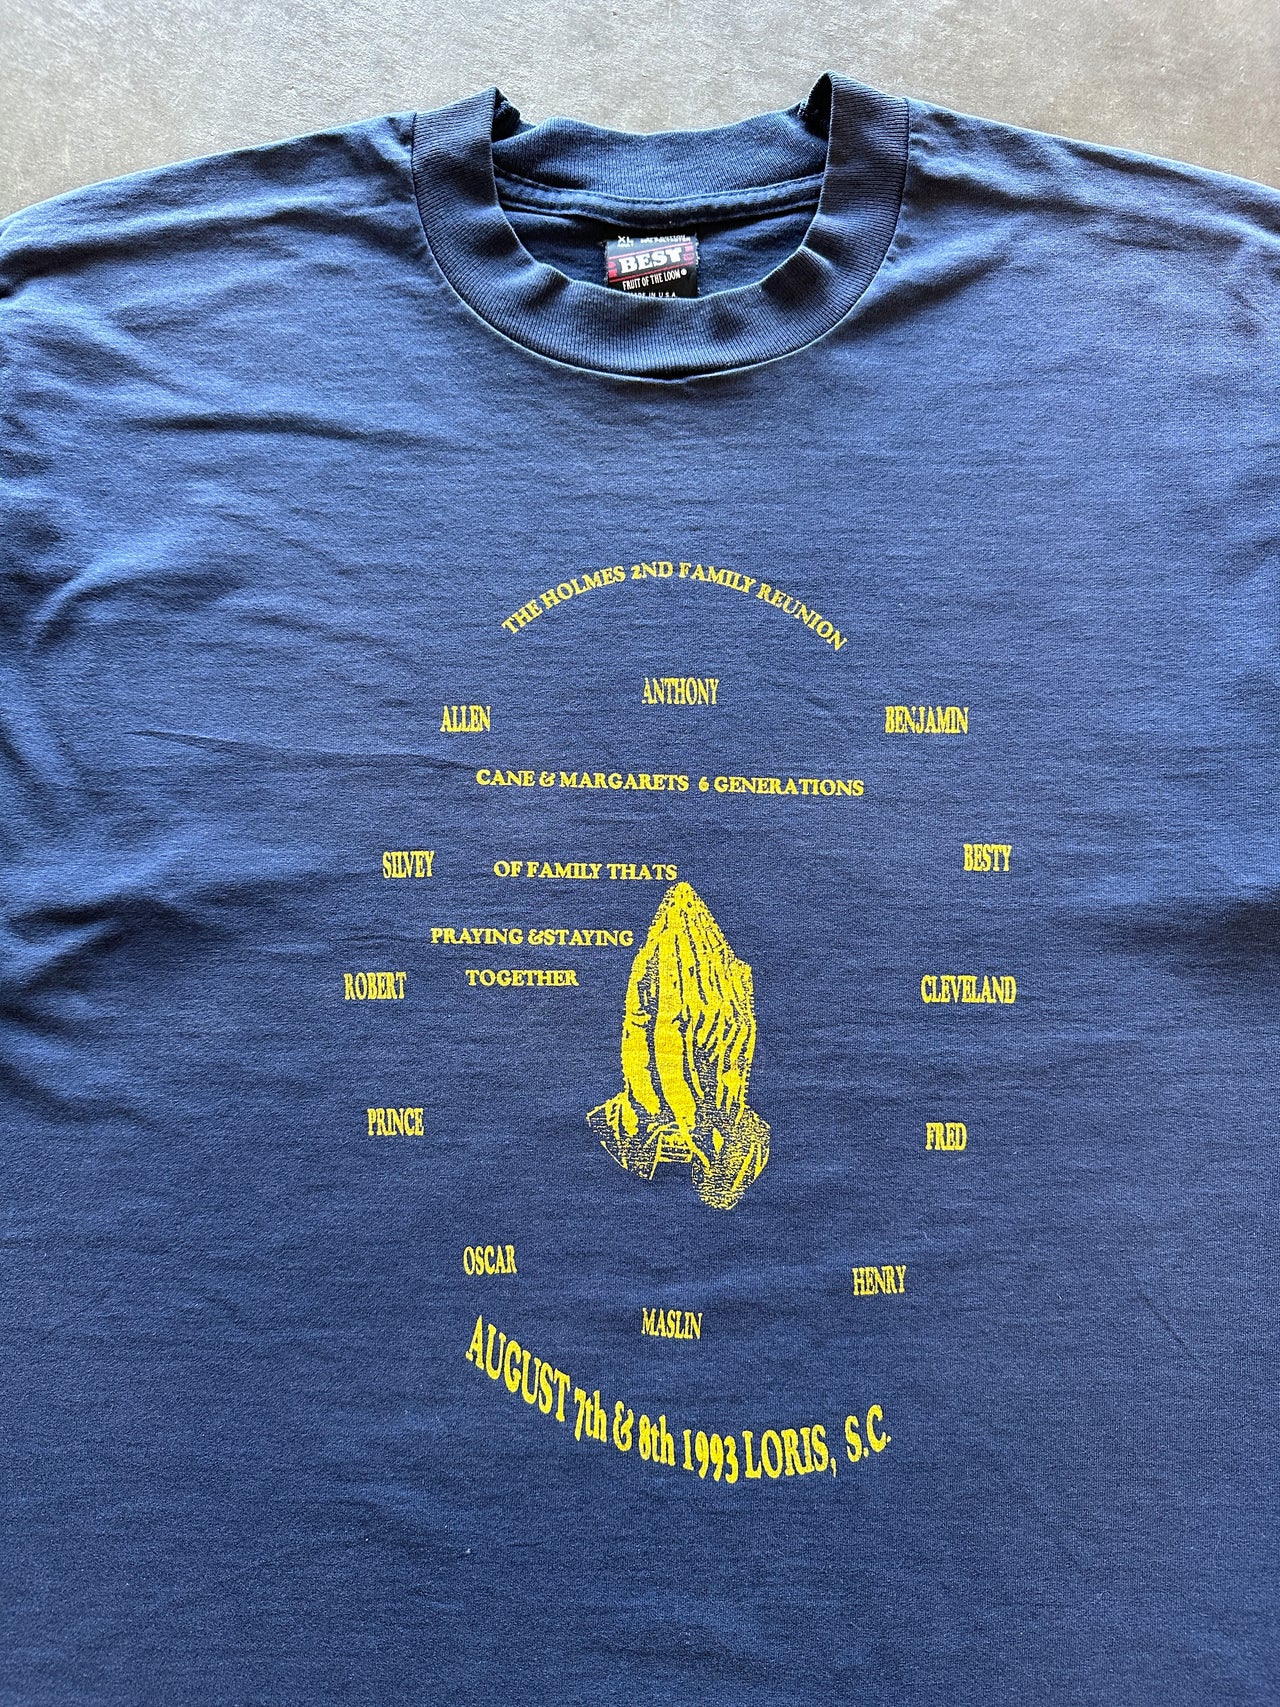 XL
BEST
FRUIT OF THE LOOM®
MADE IN U.S.A.
THE HOLMES 2ND FAMILY REUNION
ANTHONY
ALLEN
BENJAMIN
CANE & MARGARETS 6 GENERATIONS
SILVEY
OF FAMILY THATS
BESTY
PRAYING &STAYING
TOGETHER
ROBERT
CLEVELAND
PRINCE
FRED
OSCAR
HENRY
MASLIN
AUGUST 7th & 8th 1993 LORIS, S.C.